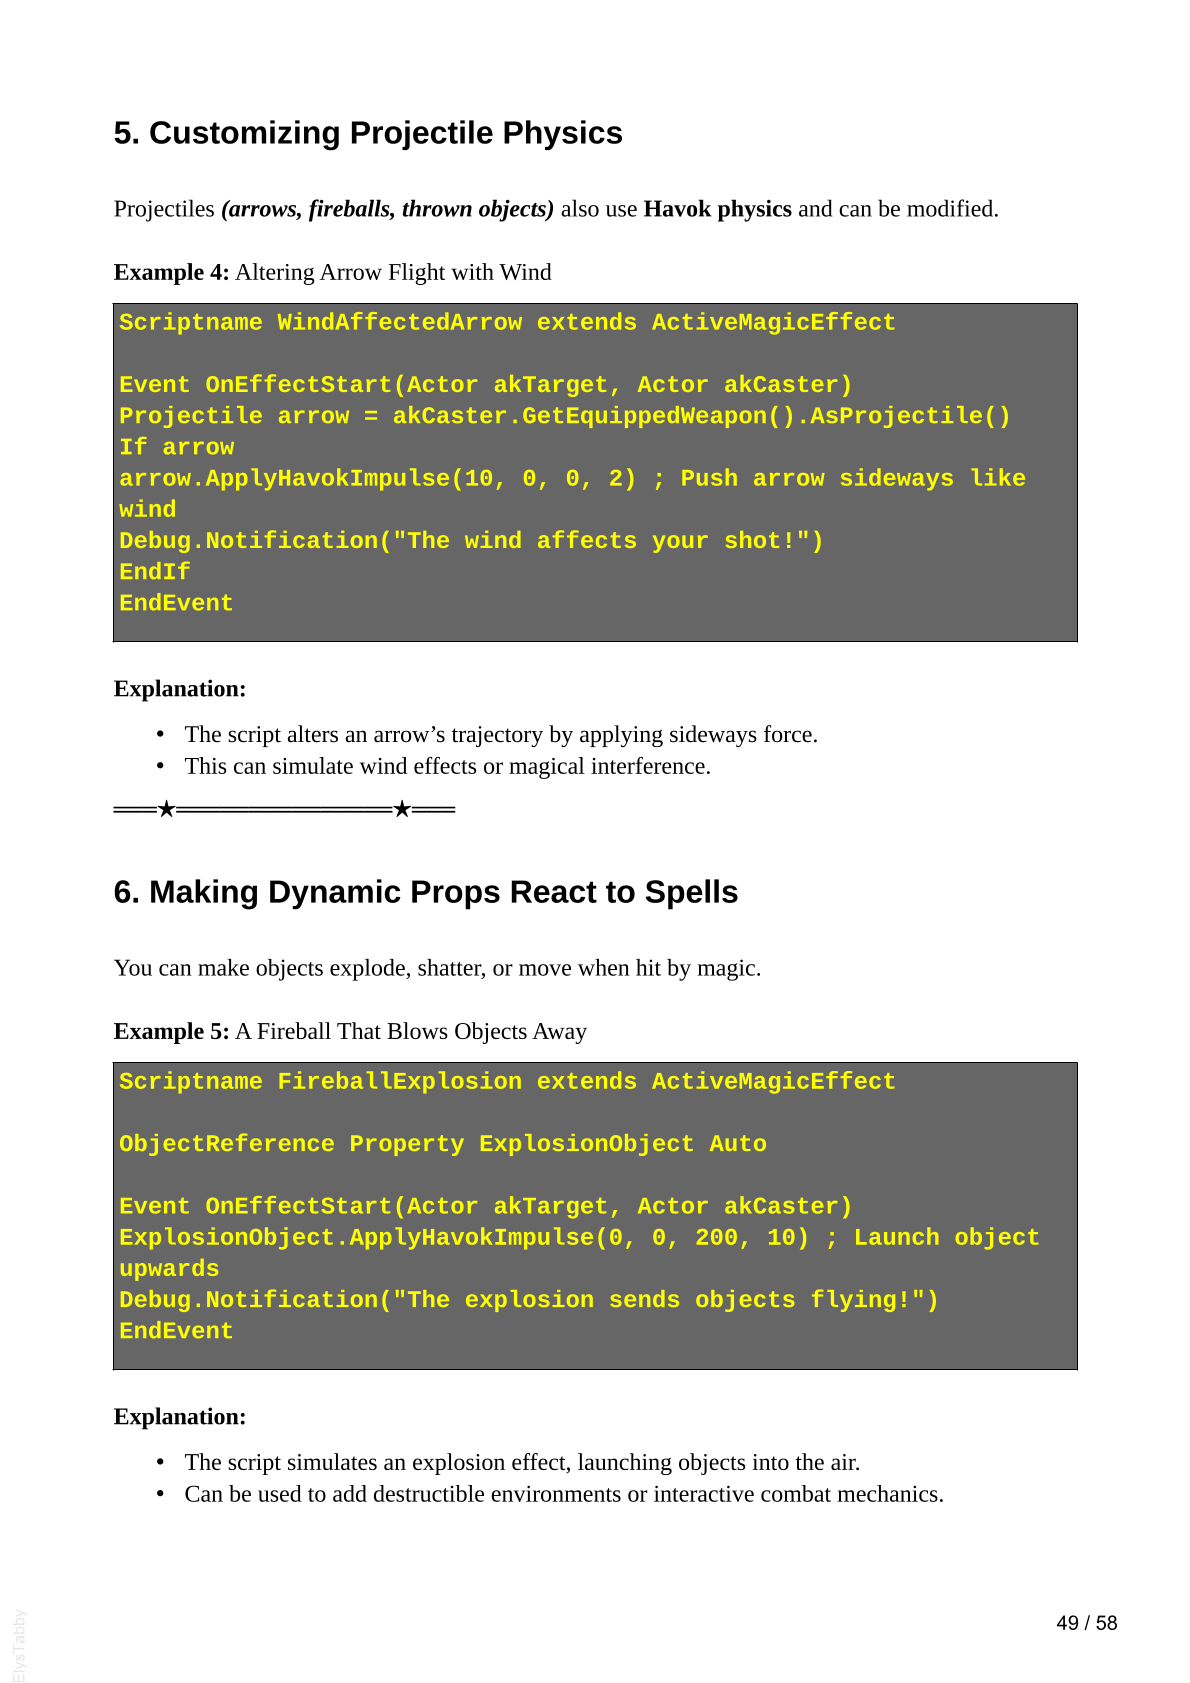 5. Customizing Projectile Physics
Projectiles (arrows, fireballs, thrown objects) also use Havok physics and can be modified.
Example 4: Altering Arrow Flight with Wind
Scriptname WindAffectedArrow extends ActiveMagicEffect
Event OnEffectStart(Actor akTarget, Actor akCaster)
Projectile arrow = akCaster.GetEquippedWeapon().AsProjectile()
If arrow
arrow.ApplyHavokImpulse(10, 0, 0, 2) ; Push arrow sideways like
wind
Debug.Notification("The wind affects your shot!")
EndIf
EndEvent
Explanation:
• The script alters an arrow’s trajectory by applying sideways force.
• This can simulate wind effects or magical interference.
═══★═══════════════★═══
6. Making Dynamic Props React to Spells
You can make objects explode, shatter, or move when hit by magic.
Example 5: A Fireball That Blows Objects Away
Scriptname FireballExplosion extends ActiveMagicEffect
ObjectReference Property ExplosionObject Auto
Event OnEffectStart(Actor akTarget, Actor akCaster)
ExplosionObject.ApplyHavokImpulse(0, 0, 200, 10) ; Launch object
upwards
Debug.Notification("The explosion sends objects flying!")
EndEvent
Explanation:
• The script simulates an explosion effect, launching objects into the air.
• Can be used to add destructible environments or interactive combat mechanics.
49 / 58
ElysTabby